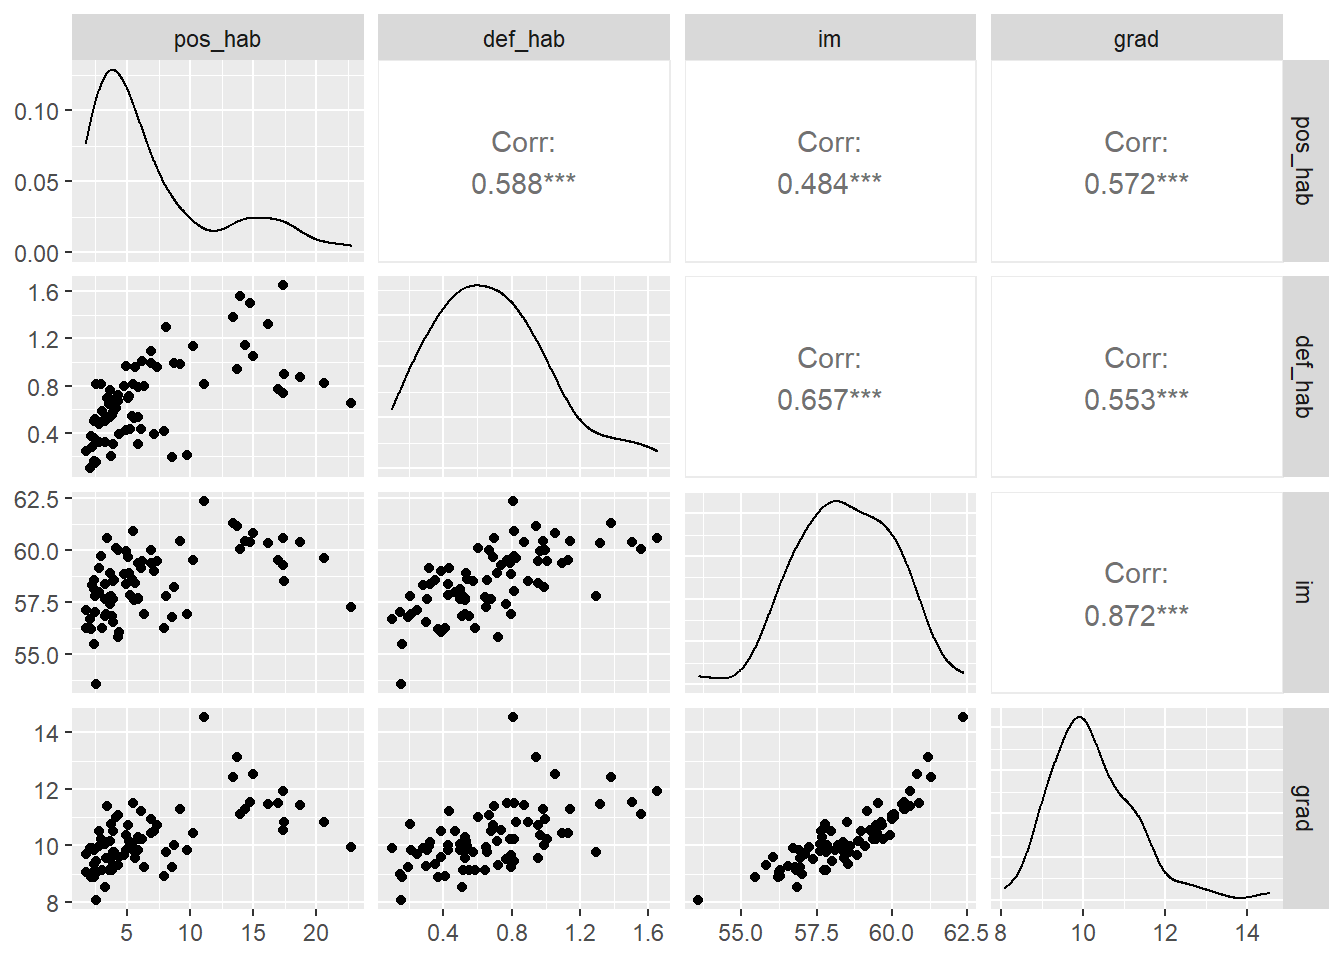 pos_hab def_hab im grad
0.10
0.05
0.00
Corr:
0.588***
Corr:
0.484***
Corr:
0.572***
pos_hab
1.6
1.2
0.8
0.4
Corr:
0.657***
Corr:
0.553***
def_hab
62.5
60.0
57.5
55.0
Corr:
0.872***
im
14
12
10
8
grad
5 10 15 20 0.4 0.8 1.2 1.6 55.0 57.5 60.0 62.5 8 10 12 14